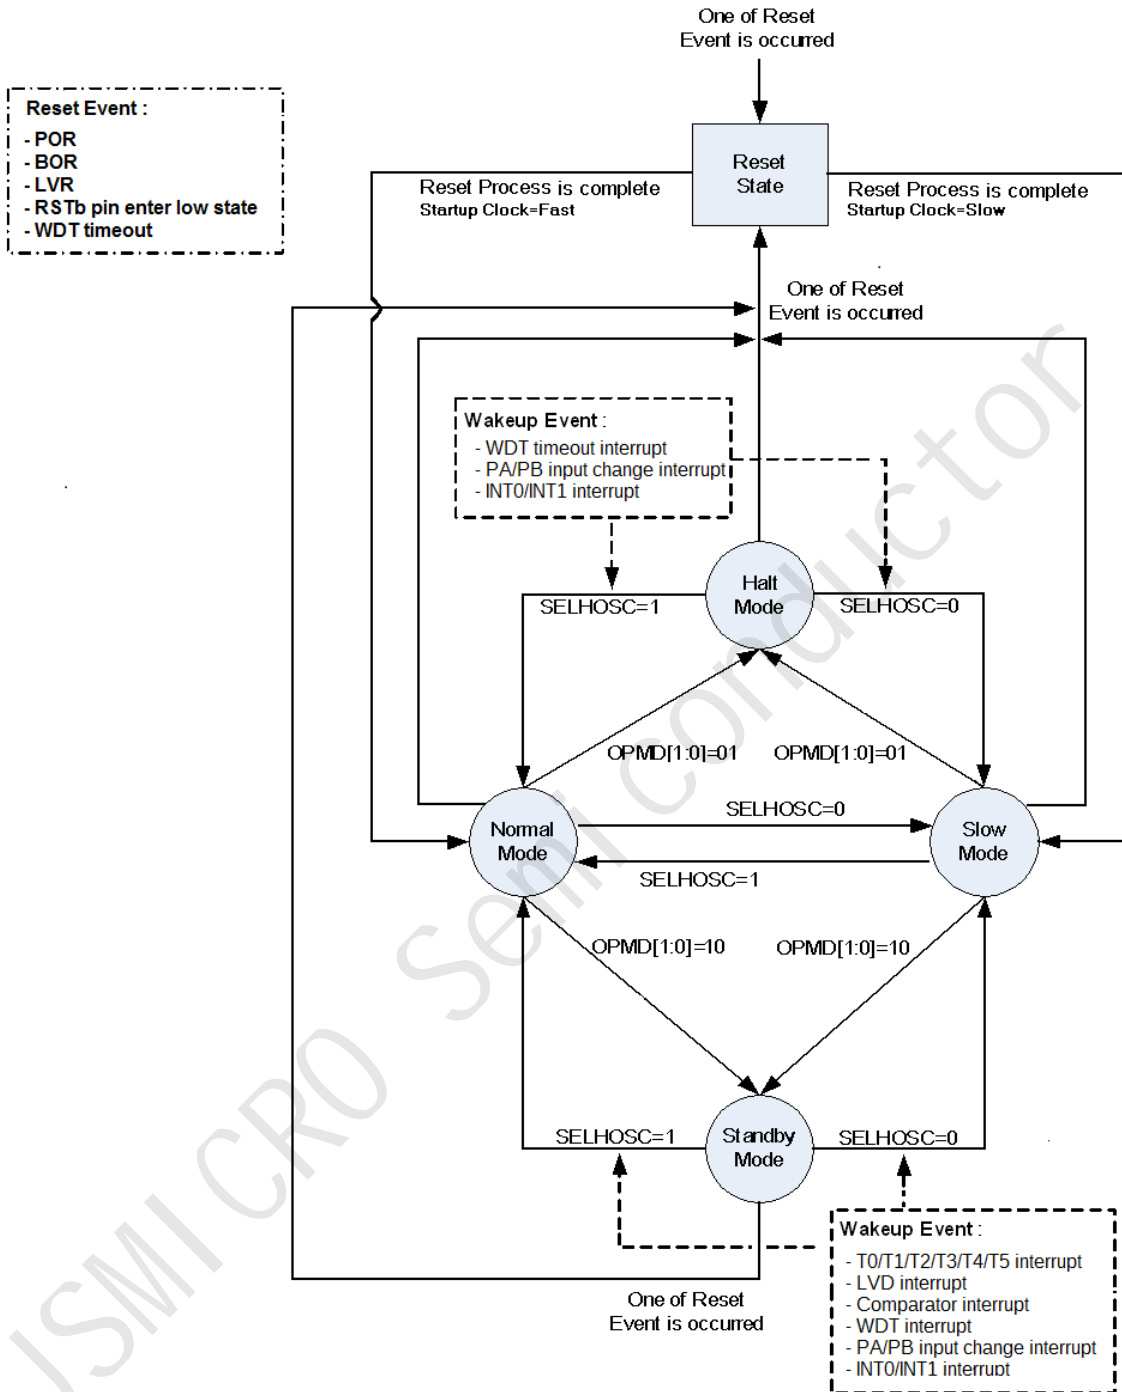 One of Reset
Event is occurred
Reset Event :
- POR
- BOR
- LVR
- RSTb pin enter low state
- WDT timeout
Reset
State
Reset Process is complete
Startup Clock=Fast
Reset Process is complete
Startup Clock=Slow
One of Reset
Event is occurred
Wakeup Event :
- WDT timeout interrupt
- PA/PB input change interrupt
- INT0/INT1 interrupt
Halt
Mode
SELHOSC=1
SELHOSC=0
OPMD[1:0]=01
OPMD[1:0]=01
SELHOSC=0
Normal
Mode
Slow
Mode
SELHOSC=1
OPMD[1:0]=10
OPMD[1:0]=10
SELHOSC=1
Standby
Mode
SELHOSC=0
Wakeup Event :
- T0/T1/T2/T3/T4/T5 interrupt
- LVD interrupt
- Comparator interrupt
- WDT interrupt
- PA/PB input change interrupt
- INT0/INT1 interrupt
One of Reset
Event is occurred
JSMICRO Semiconductor